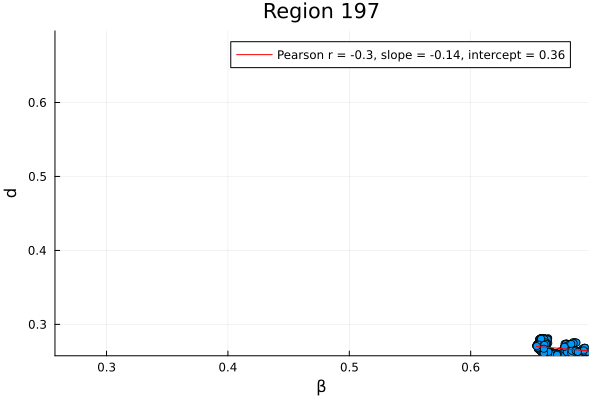 Region 197
Pearson r = -0.3, slope = -0.14, intercept = 0.36
0.6
0.5
d
0.4
0.3
0.3 0.4 0.5 0.6
β